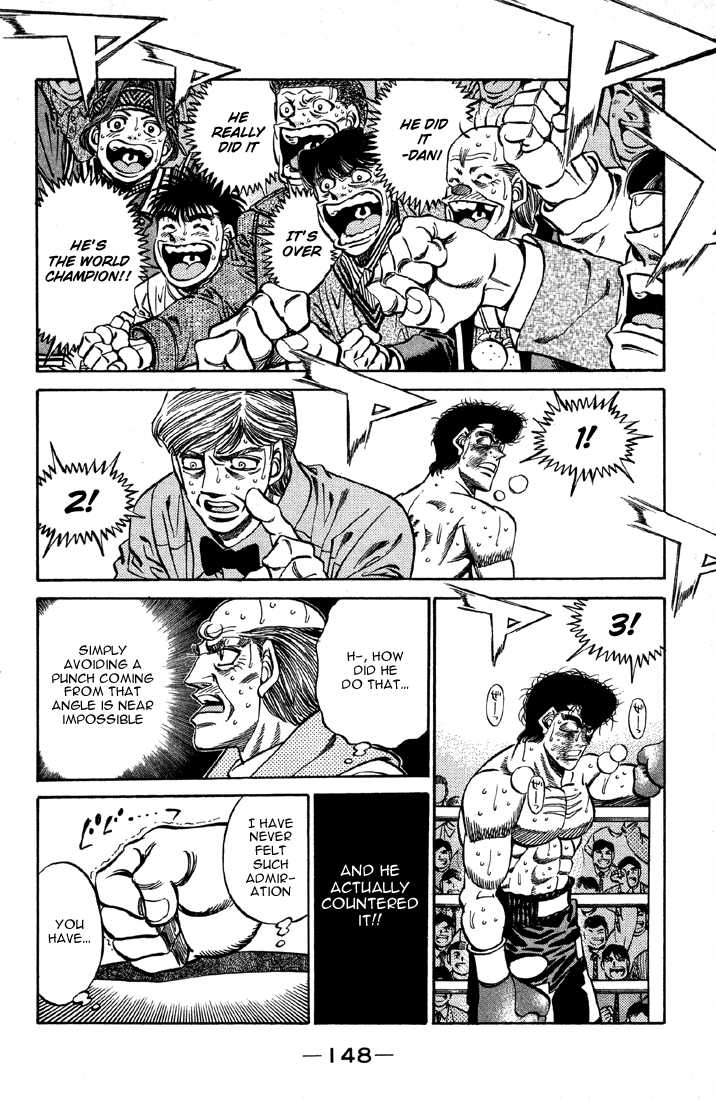 HE DID IT
-DANI
HE
REALLY
DID IT
IT'S
OVER
HE'S
THE WORLD
CHAMPION!!
1!
2!
3!
H-, HOW
DID HE
DO THAT...
SIMPLY
AVOIDING A
PUNCH COMING
FROM THAT
ANGLE IS NEAR
IMPOSSIBLE
AND HE
ACTUALLY
COUNTERED
IT!!
I HAVE
NEVER
FELT
SUCH
ADMIR-
ATION
YOU
HAVE...
—148—